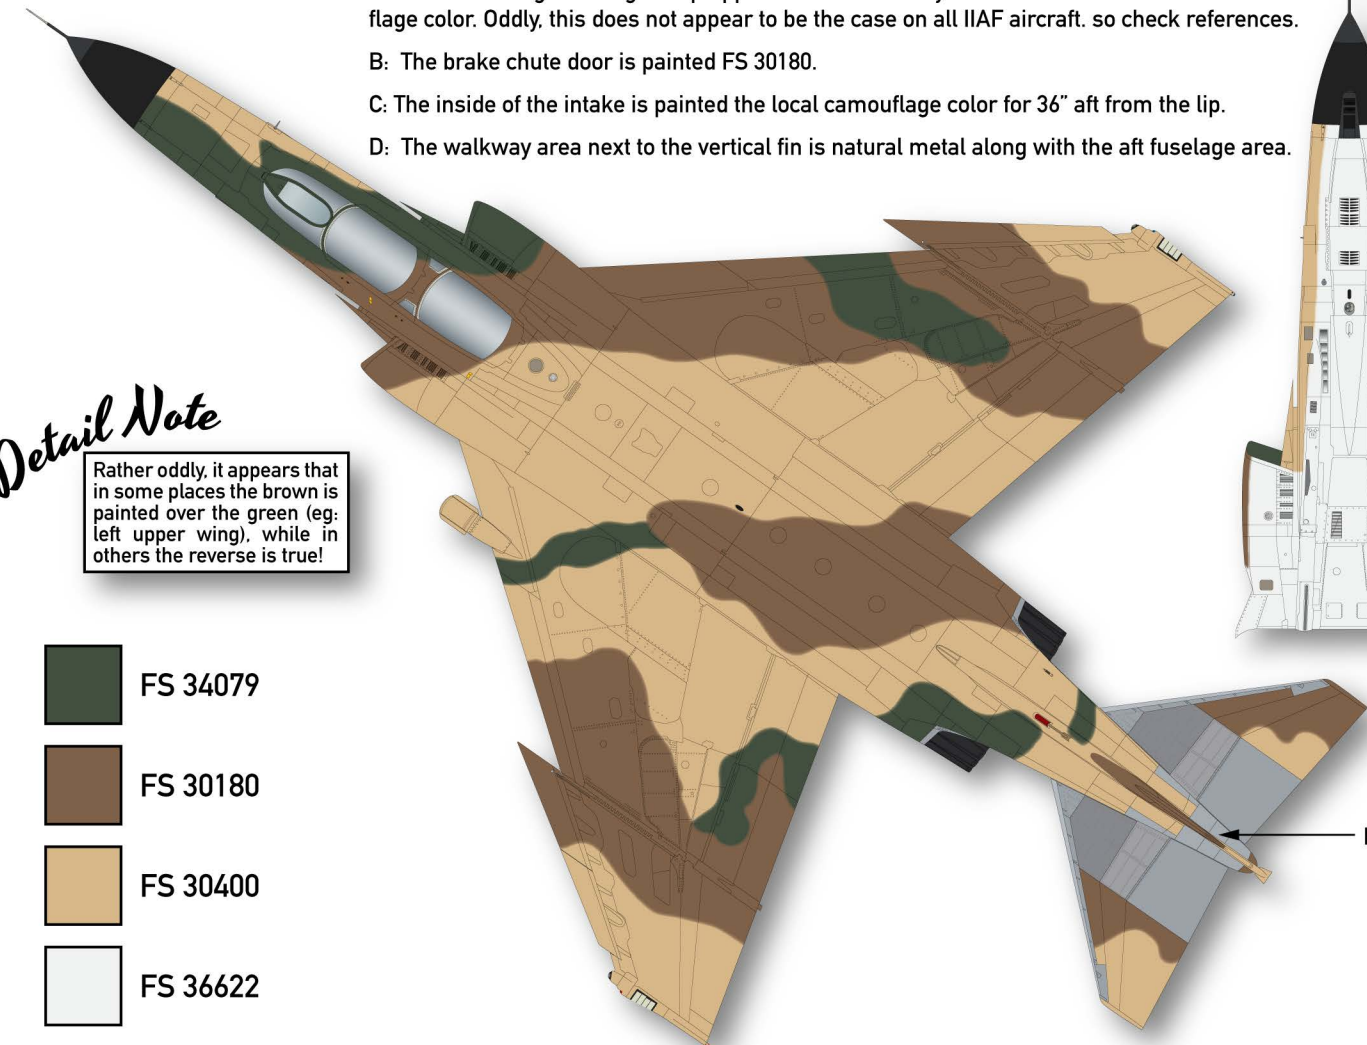 flage color. Oddly, this does not appear to be the case on all IIAF aircraft. so check references.
B: The brake chute door is painted FS 30180.
C: The inside of the intake is painted the local camouflage color for 36” aft from the lip.
D: The walkway area next to the vertical fin is natural metal along with the aft fuselage area.
Detail Note
Rather oddly, it appears that
in some places the brown is
painted over the green (eg:
left upper wing), while in
others the reverse is true!
FS 34079
FS 30180
FS 30400
FS 36622